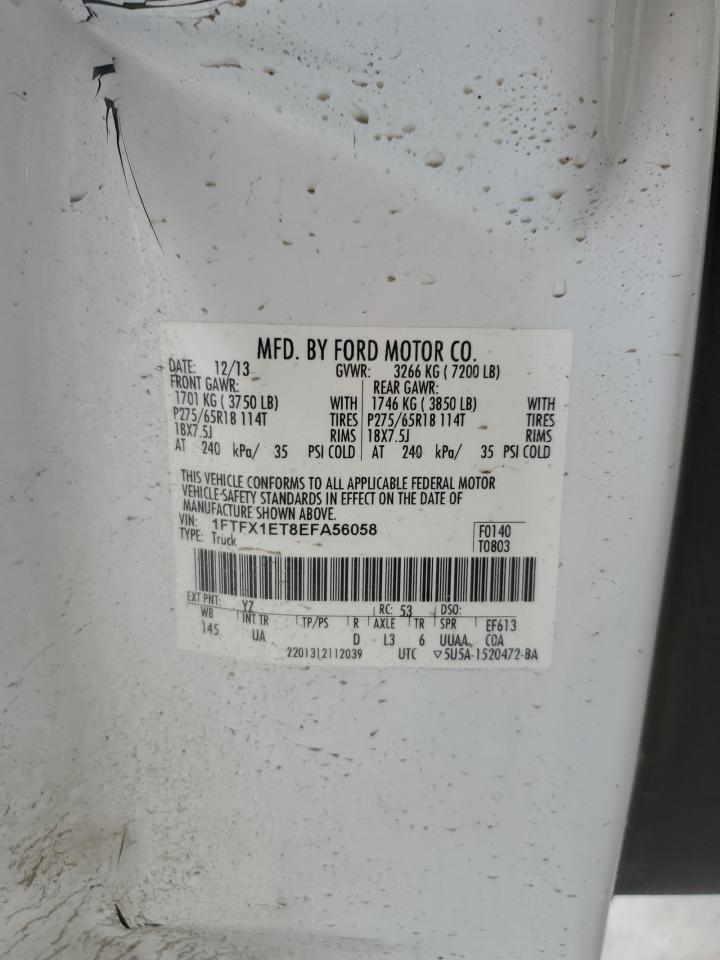 MFD. BY FORD MOTOR CO.
DATE: 12/13 GVWR: 3266 KG ( 7200 LB)
FRONT GAWR: REAR GAWR:
1701 KG ( 3750 LB) WITH 1746 KG ( 3850 LB) WITH
P275/65R18 114T TIRES P275/65R18 114T TIRES
18X7.5J RIMS 18X7.5J RIMS
AT 240 kPa/ 35 PSI COLD AT 240 kPa/ 35 PSI COLD
THIS VEHICLE CONFORMS TO ALL APPLICABLE FEDERAL MOTOR
VEHICLE SAFETY STANDARDS IN EFFECT ON THE DATE OF
MANUFACTURE SHOWN ABOVE.
VIN: 1FTFX1ET8EFA56058 F0140
TYPE: Truck T0803
EXT PNT: YZ RC: 53 DSO:
WB INT TR TP/PS R AXLE TR SPR EF613
145 UA D L3 6 UUAA COA
22013L2112039 UTC ▽5U5A-1520472-BA